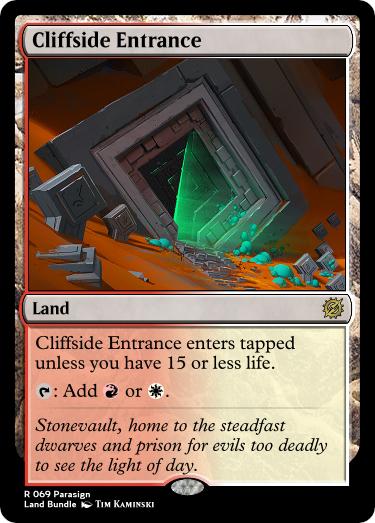 Cliffside Entrance
Land
Cliffside Entrance enters tapped
unless you have 15 or less life.
: Add or .
Stonevault, home to the steadfast
dwarves and prison for evils too deadly
to see the light of day.
R 069 Parasign
Land Bundle Tim Kaminski